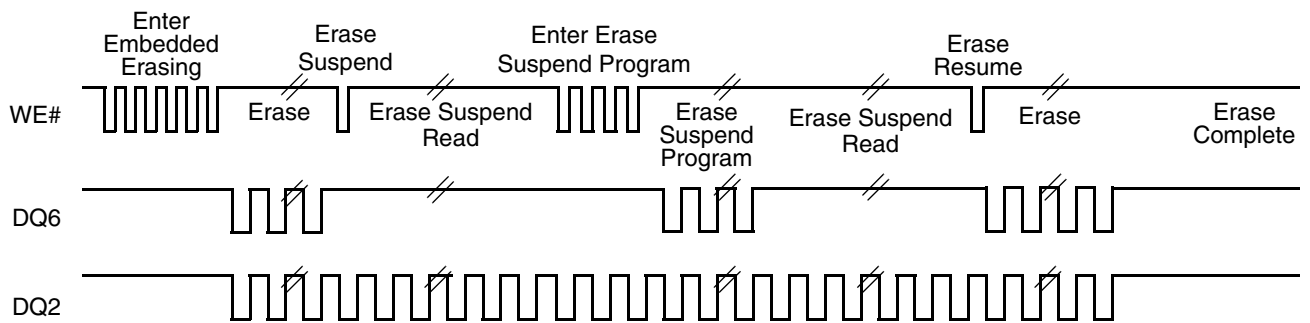 Enter
Embedded
Erasing
Erase
Suspend
Enter Erase
Suspend Program
Erase
Resume
WE#
Erase
Erase Suspend
Read
Erase
Suspend
Program
Erase Suspend
Read
Erase
Erase
Complete
DQ6
DQ2